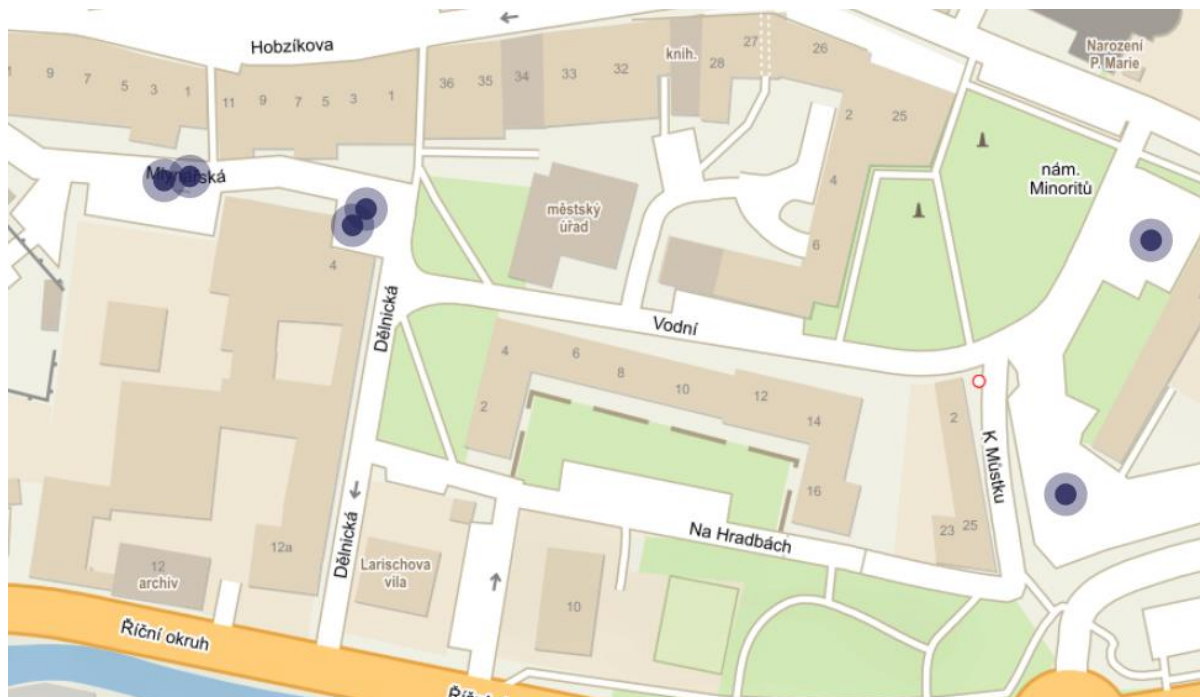 Hobzíkova
27
26
Narození
P. Marie
1
9
7
5
3
1
11
9
7
5
3
1
36
35
34
33
32
knih.
28
2
25
Mlynářská
4
nám.
Minoritů
městský
úřad
6
4
Dělnická
Vodní
4
6
8
10
12
14
2
2
16
K Můstku
Na Hradbách
23
25
12a
12
archiv
Dělnická
Larischova
vila
10
Říční okruh
Říční